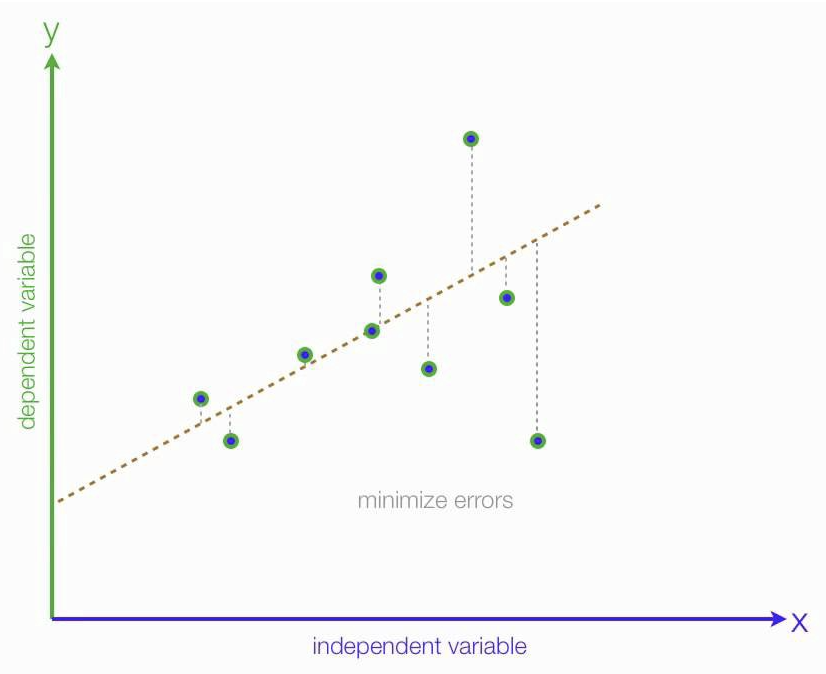 y
dependent variable
minimize errors
x
independent variable